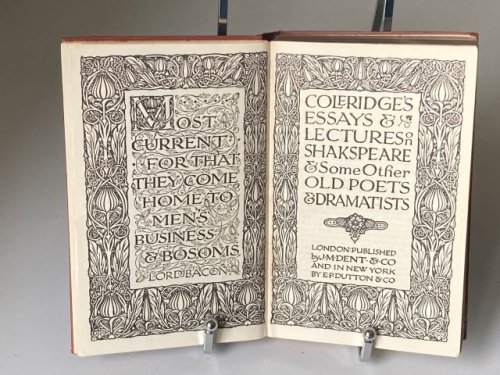 MOST
CURRENT
FOR THAT
THEY COME
HOME TO
MEN'S
BUSINESS
& BOSOMS
LORD BACON
COLERIDGE'S
ESSAYS &
LECTURES on
SHAKSPEARE
& Some Other
OLD POETS
& DRAMATISTS
LONDON: PUBLISHED
by J·M·DENT·&·CO
AND IN NEW YORK
BY E·P·DUTTON & CO